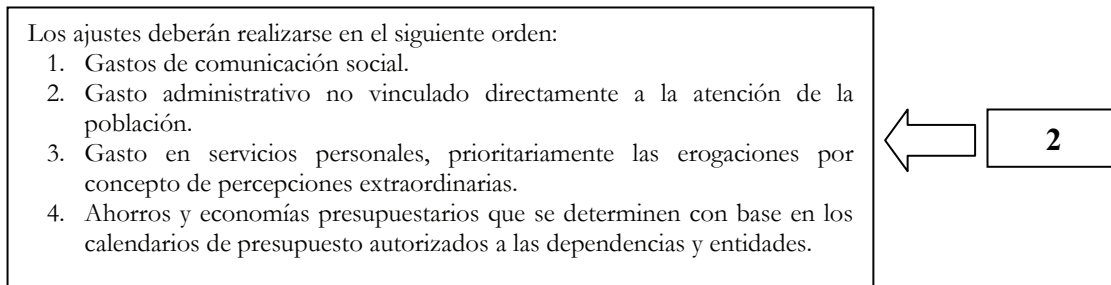 Los ajustes deberán realizarse en el siguiente orden:
1. Gastos de comunicación social.
2. Gasto administrativo no vinculado directamente a la atención de la
población.
3. Gasto en servicios personales, prioritariamente las erogaciones por
concepto de percepciones extraordinarias.
4. Ahorros y economías presupuestarios que se determinen con base en los
calendarios de presupuesto autorizados a las dependencias y entidades.
2